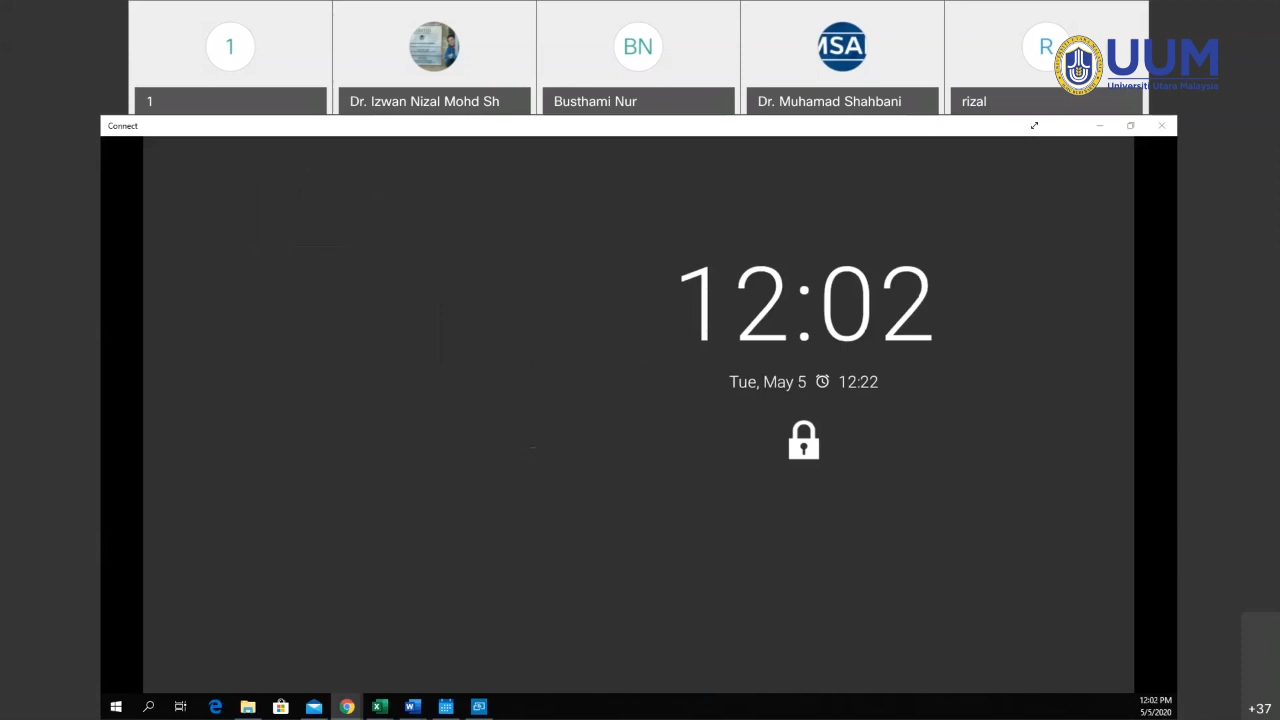 1
BN
MSA
R
UUM
Universiti Utara Malaysia
1
Dr. Izwan Nizal Mohd Sh
Busthami Nur
Dr. Muhamad Shahbani
rizal
Connect
12:02
Tue, May 5 12:22
12:02 PM
5/5/2020
+37